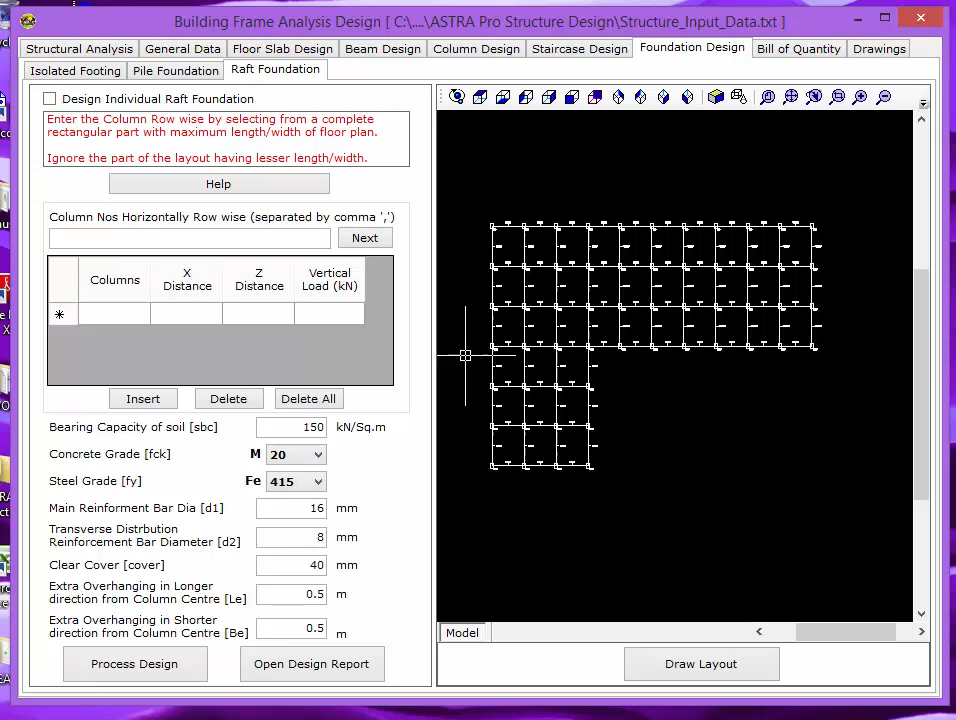 Building Frame Analysis Design [ C:\....\ASTRA Pro Structure Design\Structure_Input_Data.txt ]
Structural Analysis General Data Floor Slab Design Beam Design Column Design Staircase Design Foundation Design Bill of Quantity Drawings
Isolated Footing Pile Foundation Raft Foundation
Design Individual Raft Foundation
Enter the Column Row wise by selecting from a complete
rectangular part with maximum length/width of floor plan.
Ignore the part of the layout having lesser length/width.
Help
Column Nos Horizontally Row wise (separated by comma ',')
Next
Columns X Distance Z Distance Vertical Load (kN)
Insert Delete Delete All
Bearing Capacity of soil [sbc] 150 kN/Sq.m
Concrete Grade [fck] M 20
Steel Grade [fy] Fe 415
Main Reinforment Bar Dia [d1] 16 mm
Transverse Distrbution
Reinforcement Bar Diameter [d2] 8 mm
Clear Cover [cover] 40 mm
Extra Overhanging in Longer
direction from Column Centre [Le] 0.5 m
Extra Overhanging in Shorter
direction from Column Centre [Be] 0.5 m
Process Design Open Design Report
Model
Draw Layout